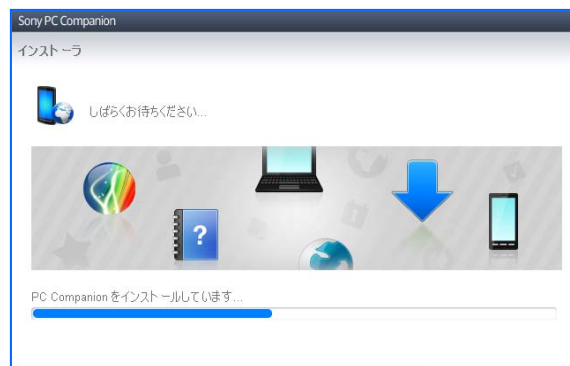 Sony PC Companion
インストーラ
しばらくお待ちください...
?
PC Companion をインストールしています...